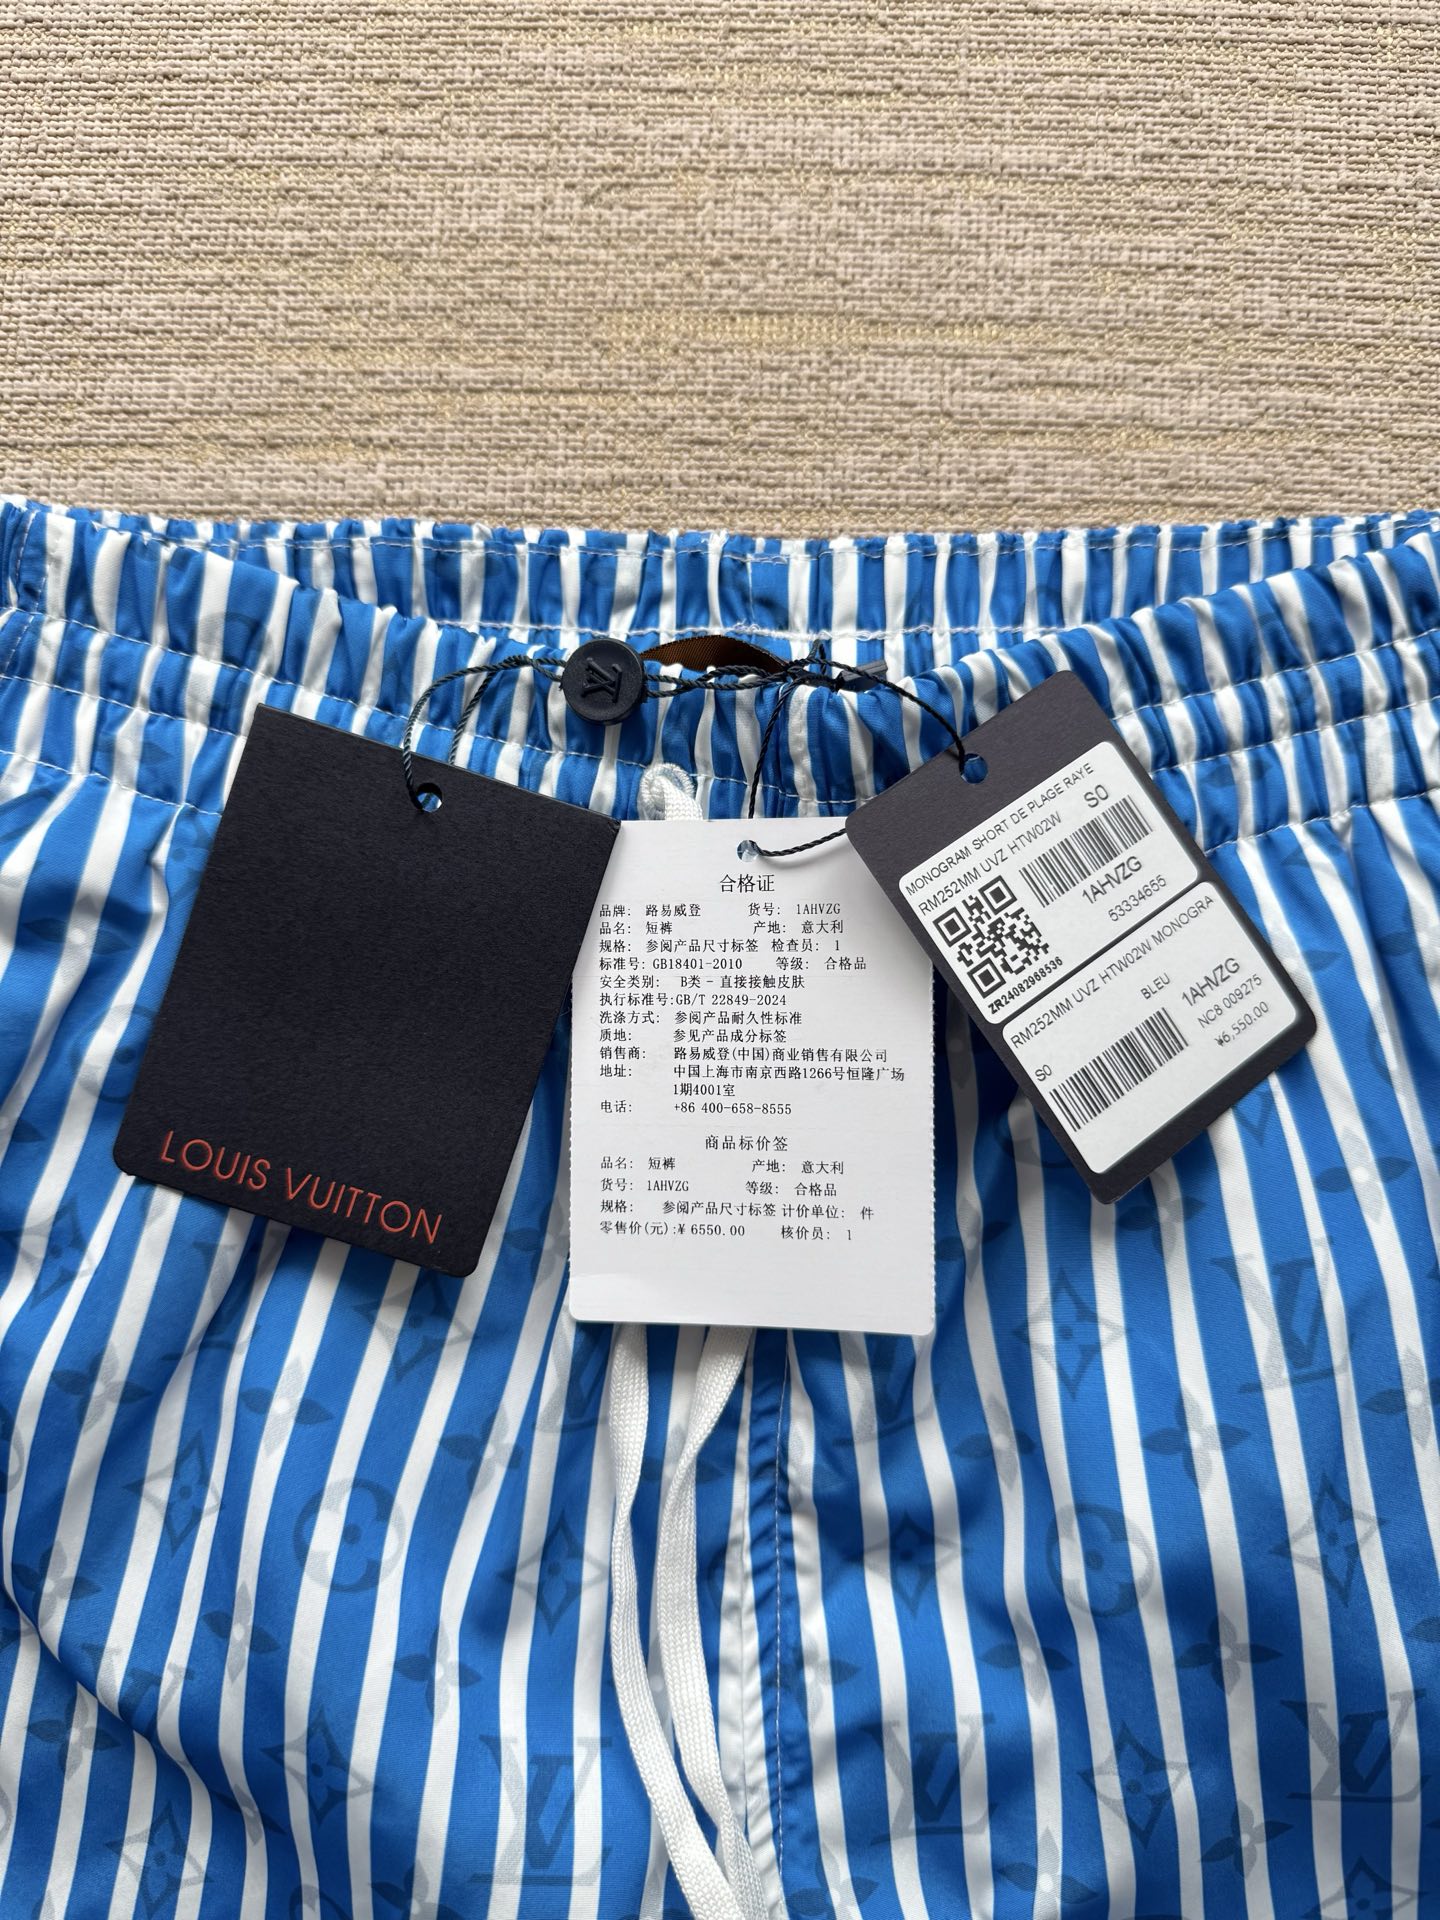 LOUIS VUITTON
合格证
品牌: 路易威登 货号: 1AHVZG
品名: 短裤 产地: 意大利
规格: 参阅产品尺寸标签 检查员: 1
标准号: GB18401-2010 等级: 合格品
安全类别: B类 - 直接接触皮肤
执行标准号:GB/T 22849-2024
洗涤方式: 参阅产品耐久性标准
质地: 参见产品成分标签
销售商: 路易威登(中国)商业销售有限公司
地址: 中国上海市南京西路1266号恒隆广场
1期4001室
电话: +86 400-658-8555
商品标价签
品名: 短裤 产地: 意大利
货号: 1AHVZG 等级: 合格品
规格: 参阅产品尺寸标签 计价单位: 件
零售价(元):¥ 6550.00 核价员: 1
MONOGRAM SHORT DE PLAGE RAYE
RM252MM UVZ HTW02W S0
1AHVZG
53334655
ZR24082968536
RM252MM UVZ HTW02W MONOGRA
BLEU
S0 1AHVZG
NC8 009275
¥6,550.00